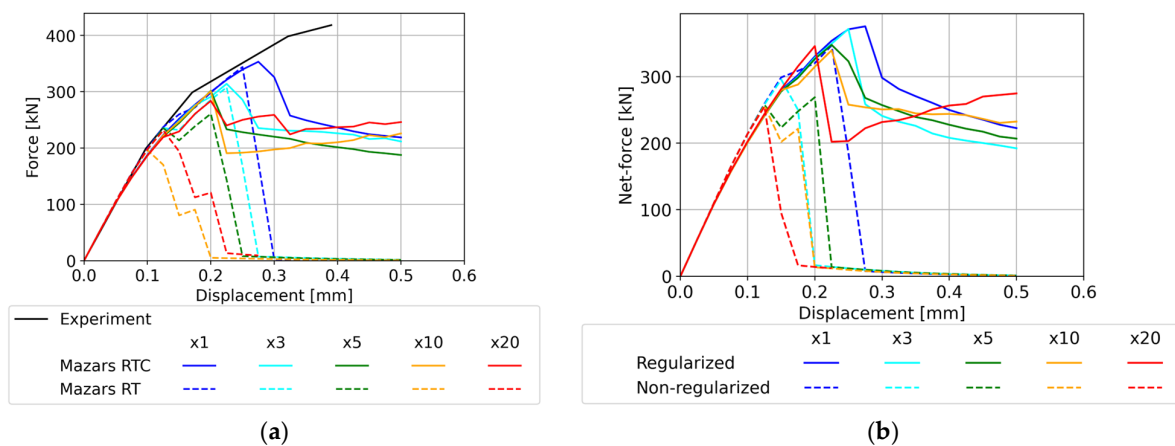 400
300
200
100
0
Force [kN]
0.0 0.1 0.2 0.3 0.4 0.5 0.6
Displacement [mm]
Experiment
x1 x3 x5 x10 x20
Mazars RTC
Mazars RT
(a)
300
200
100
0
Net-force [kN]
0.0 0.1 0.2 0.3 0.4 0.5 0.6
Displacement [mm]
x1 x3 x5 x10 x20
Regularized
Non-regularized
(b)